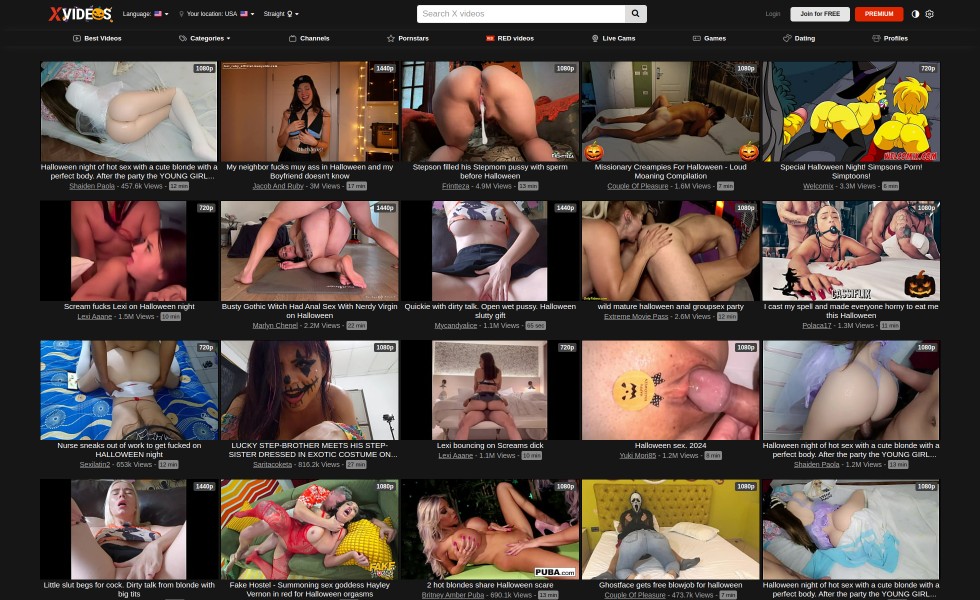 XVIDEOS
Language:
Your location: USA
Straight
Search X videos
Login
Join for FREE
PREMIUM
Best Videos
Categories
Channels
Pornstars
RED videos
Live Cams
Games
Dating
Profiles
1080p
1440p
1080p
1080p
720p
WELCOMIX.COM
Halloween night of hot sex with a cute blonde with a
perfect body. After the party the YOUNG GIRL...
Shaiden Paola - 457.6k Views - 12 min
My neighbor fucks muy ass in Halloween and my
Boyfriend doesn't know
Jacob And Ruby - 3M Views - 17 min
Stepson filled his Stepmom pussy with sperm
before Halloween
Frintteza - 4.9M Views - 13 min
Missionary Creampies For Halloween - Loud
Moaning Compilation
Couple Of Pleasure - 1.6M Views - 7 min
Special Halloween Night! Simpsons Porn!
Simptoons!
Welcomix - 3.3M Views - 6 min
720p
1440p
1440p
1080p
CASSIFLIX
Scream fucks Lexi on Halloween night
Lexi Aaane - 1.5M Views - 10 min
Busty Gothic Witch Had Anal Sex With Nerdy Virgin
on Halloween
Marlyn Chenel - 2.2M Views - 22 min
Quickie with dirty talk. Open wet pussy. Halloween
slutty gift
Mycandyalice - 1.1M Views - 65 sec
wild mature halloween anal groupsex party
Extreme Movie Pass - 2.6M Views - 12 min
I cast my spell and made everyone horny to eat me
this Halloween
Polaca17 - 1.3M Views - 11 min
720p
1080p
720p
1080p
1080p
Nurse sneaks out of work to get fucked on
HALLOWEEN night
Sexilatin2 - 653k Views - 12 min
LUCKY STEP-BROTHER MEETS HIS STEP-
SISTER DRESSED IN EXOTIC COSTUME ON...
Saritacoketa - 816.2k Views - 27 min
Lexi bouncing on Screams dick
Lexi Aaane - 1.1M Views - 10 min
Halloween sex. 2024
Yuki Mori85 - 1.2M Views - 8 min
Halloween night of hot sex with a cute blonde with a
perfect body. After the party the YOUNG GIRL...
Shaiden Paola - 1.2M Views - 13 min
1440p
1080p
1080p
1080p
1080p
FAKE
PUBA.com
Little slut begs for cock. Dirty talk from blonde with
big tits
Fake Hostel - Summoning sex goddess Hayley
Vernon in red for Halloween orgasms
2 hot blondes share Halloween scare
Britney Amber Puba - 690.1k Views - 13 min
Ghostface gets free blowjob for halloween
Couple Of Pleasure - 473.7k Views - 7 min
Halloween night of hot sex with a cute blonde with a
perfect body. After the party the YOUNG GIRL...